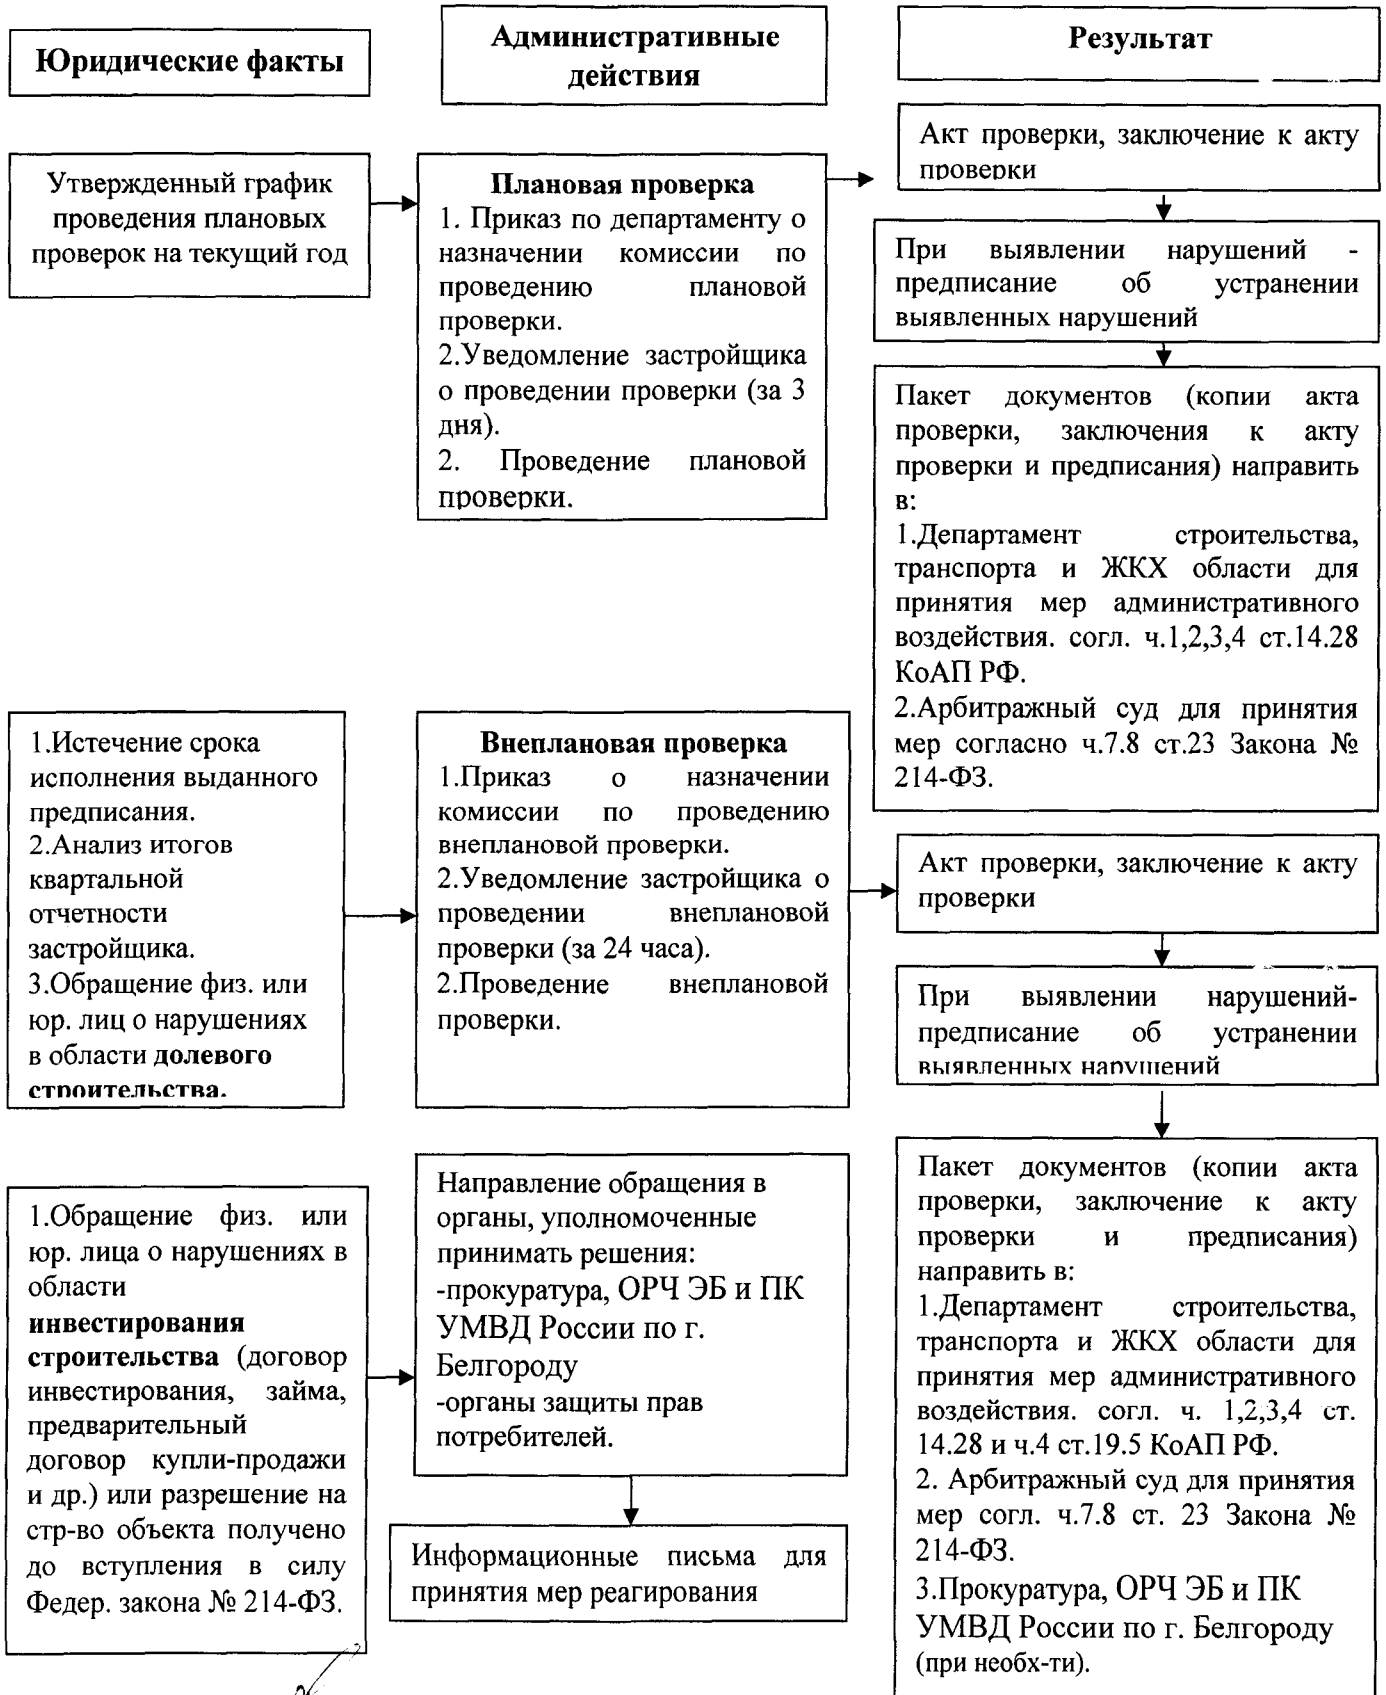 Юридические факты
Административные
действия
Результат
Утвержденный график
проведения плановых
проверок на текущий год
Плановая проверка
1. Приказ по департаменту о
назначении комиссии по
проведению плановой
проверки.
2.Уведомление застройщика
о проведении проверки (за 3
дня).
2. Проведение плановой
проверки.
Акт проверки, заключение к акту
проверки
При выявлении нарушений -
предписание об устранении
выявленных нарушений
Пакет документов (копии акта
проверки, заключения к акту
проверки и предписания) направить
в:
1.Департамент строительства,
транспорта и ЖКХ области для
принятия мер административного
воздействия. согл. ч.1,2,3,4 ст.14.28
КоАП РФ.
2.Арбитражный суд для принятия
мер согласно ч.7.8 ст.23 Закона №
214-ФЗ.
1.Истечение срока
исполнения выданного
предписания.
2.Анализ итогов
квартальной
отчетности
застройщика.
3.Обращение физ. или
юр. лиц о нарушениях
в области долевого
строительства.
Внеплановая проверка
1.Приказ о назначении
комиссии по проведению
внеплановой проверки.
2.Уведомление застройщика о
проведении внеплановой
проверки (за 24 часа).
2.Проведение внеплановой
проверки.
Акт проверки, заключение к акту
проверки
При выявлении нарушений-
предписание об устранении
выявленных нарушений
Пакет документов (копии акта
проверки, заключение к акту
проверки и предписания)
направить в:
1.Департамент строительства,
транспорта и ЖКХ области для
принятия мер административного
воздействия. согл. ч. 1,2,3,4 ст.
14.28 и ч.4 ст.19.5 КоАП РФ.
2. Арбитражный суд для принятия
мер согл. ч.7.8 ст. 23 Закона №
214-ФЗ.
3.Прокуратура, ОРЧ ЭБ и ПК
УМВД России по г. Белгороду
(при необх-ти).
1.Обращение физ. или
юр. лица о нарушениях в
области
инвестирования
строительства (договор
инвестирования, займа,
предварительный
договор купли-продажи
и др.) или разрешение на
стр-во объекта получено
до вступления в силу
Федер. закона № 214-ФЗ.
Направление обращения в
органы, уполномоченные
принимать решения:
-прокуратура, ОРЧ ЭБ и ПК
УМВД России по г.
Белгороду
-органы защиты прав
потребителей.
Информационные письма для
принятия мер реагирования